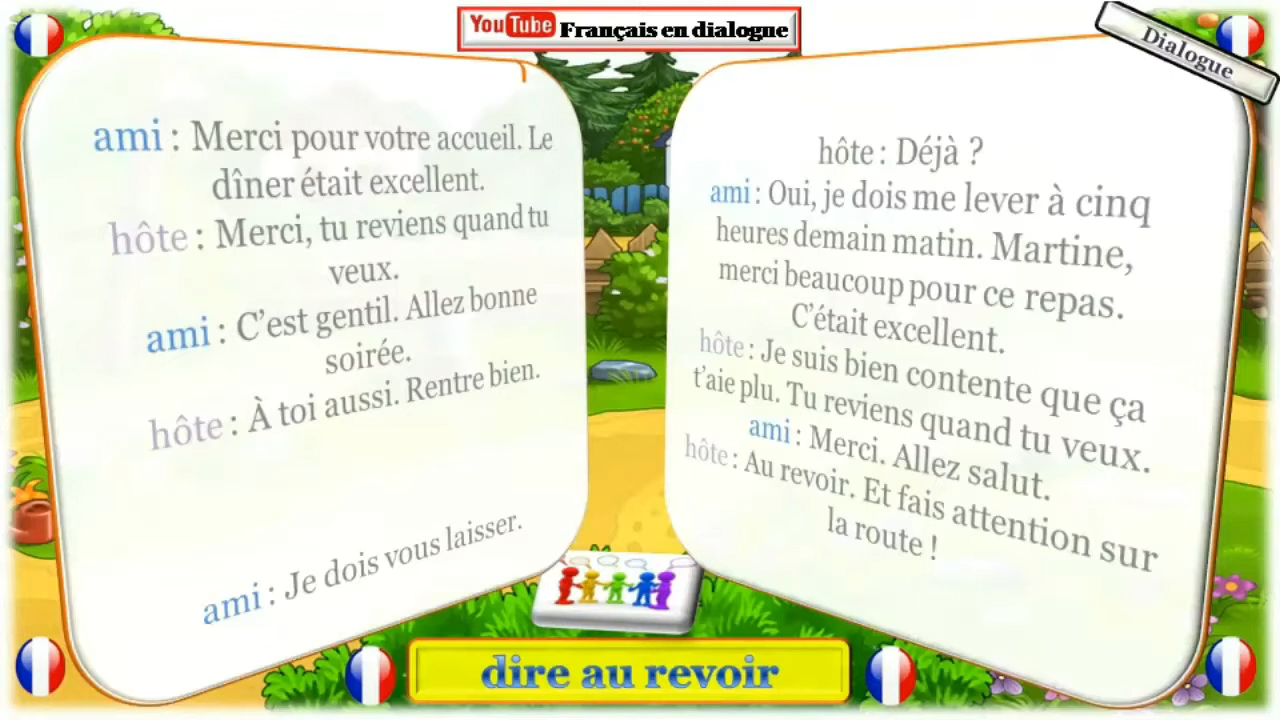 YouTube Français en dialogue
Dialogue
ami : Merci pour votre accueil. Le
dîner était excellent.
hôte : Merci, tu reviens quand tu
veux.
ami : C’est gentil. Allez bonne
soirée.
hôte : À toi aussi. Rentre bien.
ami : Je dois vous laisser.
hôte : Déjà ?
ami : Oui, je dois me lever à cinq
heures demain matin. Martine,
merci beaucoup pour ce repas.
C’était excellent.
hôte : Je suis bien contente que ça
t’aie plu. Tu reviens quand tu veux.
ami : Merci. Allez salut.
hôte : Au revoir. Et fais attention sur
la route !
dire au revoir